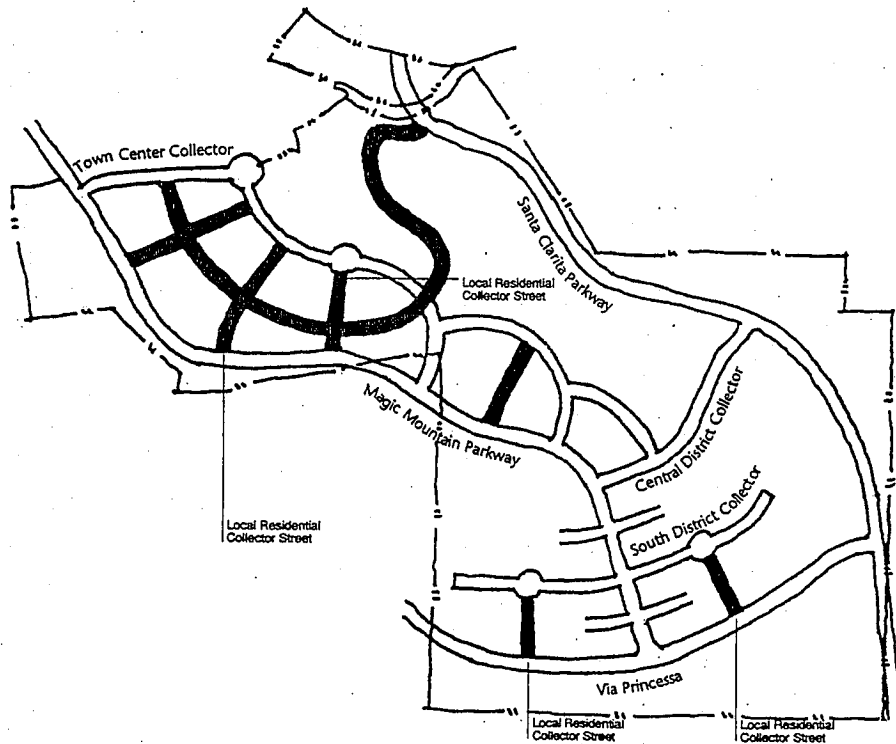 Town Center Collector
Santa Clarita Parkway
Local Residential
Collector Street
Magic Mountain Parkway
Central District Collector
South District Collector
Local Residential
Collector Street
Via Princessa
Local Residential
Collector Street
Local Residential
Collector Street